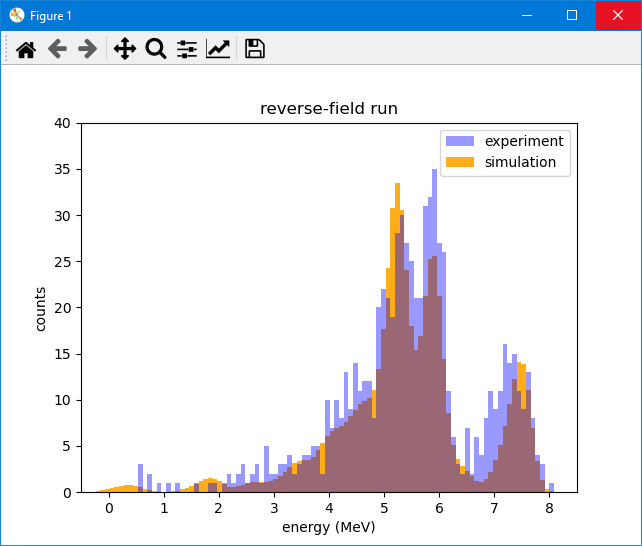 Figure 1
reverse-field run
experiment
simulation
counts
40
35
30
25
20
15
10
5
0
0 1 2 3 4 5 6 7 8
energy (MeV)